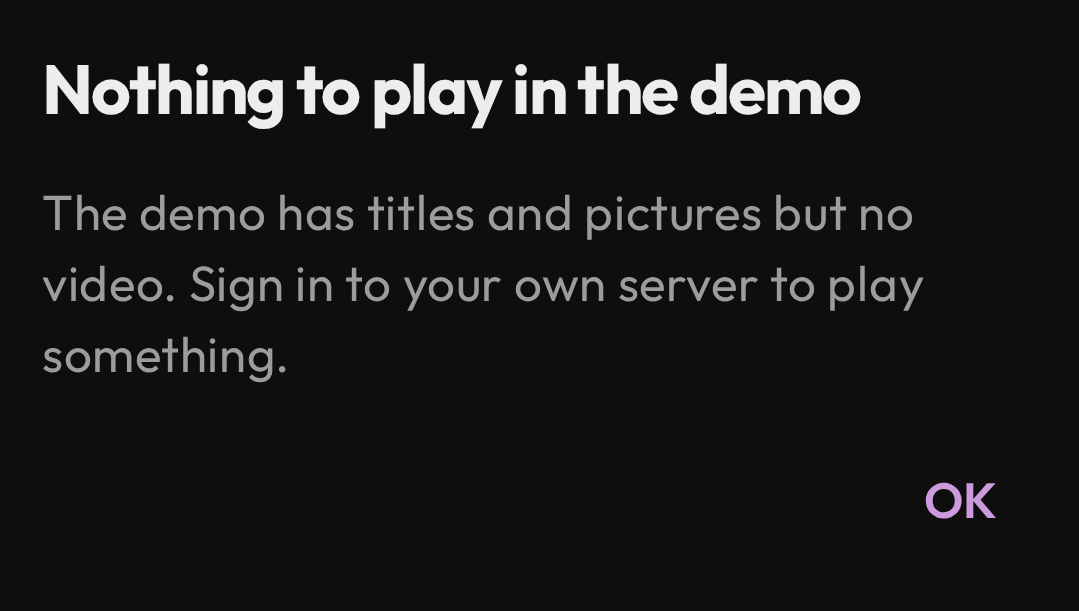 Nothing to play in the demo
The demo has titles and pictures but no
video. Sign in to your own server to play
something.
OK